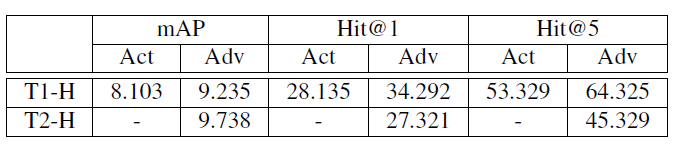 mAP Hit@1 Hit@5
Act Adv Act Adv Act Adv
T1-H 8.103 9.235 28.135 34.292 53.329 64.325
T2-H - 9.738 - 27.321 - 45.329